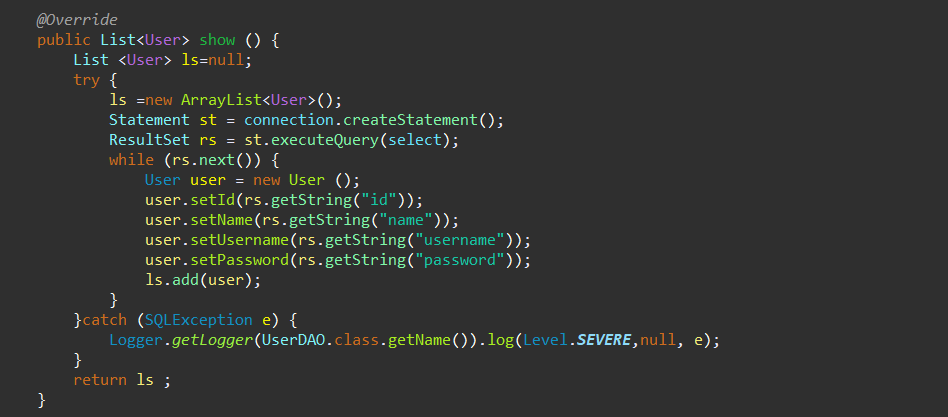 @Override
public List<User> show () {
List <User> ls=null;
try {
ls =new ArrayList<User>();
Statement st = connection.createStatement();
ResultSet rs = st.executeQuery(select);
while (rs.next()) {
User user = new User ();
user.setId(rs.getString("id"));
user.setName(rs.getString("name"));
user.setUsername(rs.getString("username"));
user.setPassword(rs.getString("password"));
ls.add(user);
}
}catch (SQLException e) {
Logger.getLogger(UserDAO.class.getName()).log(Level.SEVERE,null, e);
}
return ls ;
}